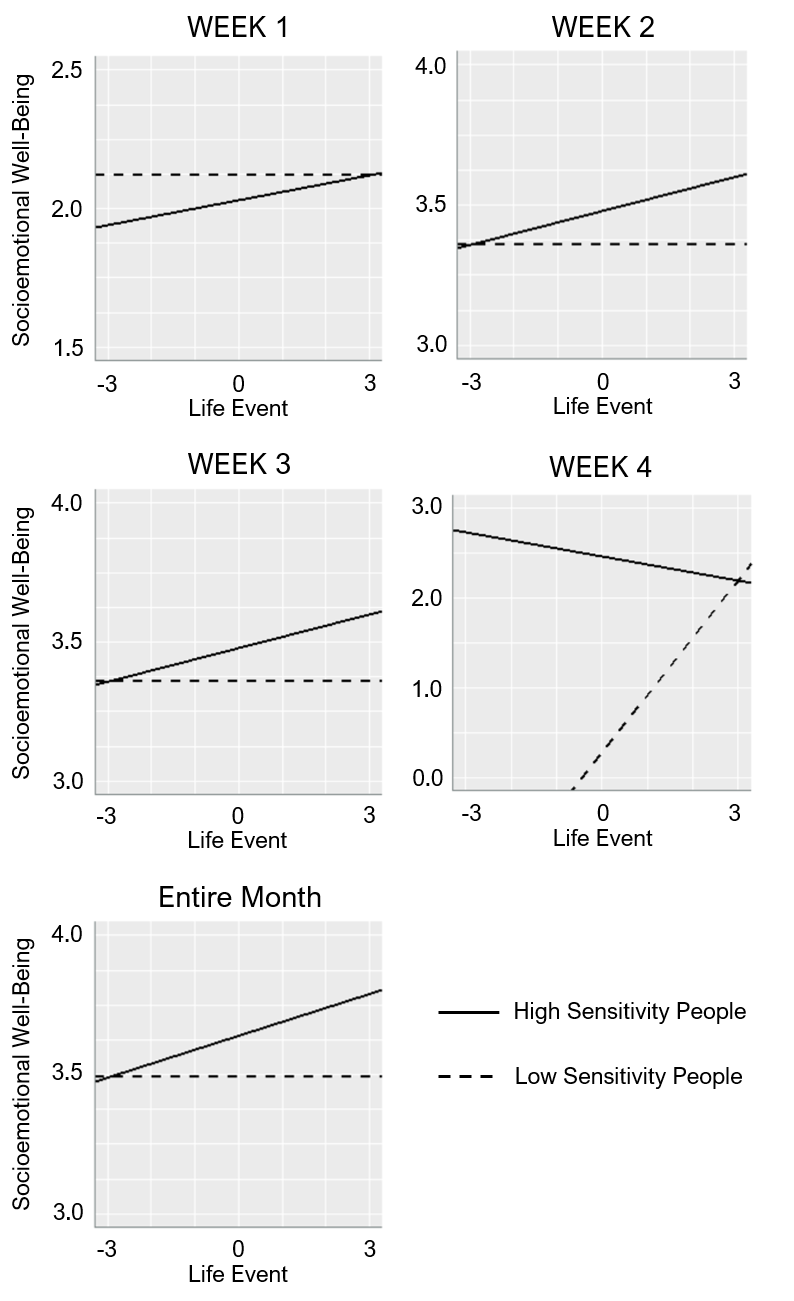 WEEK 1
WEEK 2
Socioemotional Well-Being
2.5
2.0
1.5
-3 0 3
Life Event
4.0
3.5
3.0
-3 0 3
Life Event
WEEK 3
WEEK 4
Socioemotional Well-Being
4.0
3.5
3.0
-3 0 3
Life Event
3.0
2.0
1.0
0.0
-3 0 3
Life Event
Entire Month
Socioemotional Well-Being
4.0
3.5
3.0
-3 0 3
Life Event
High Sensitivity People
Low Sensitivity People